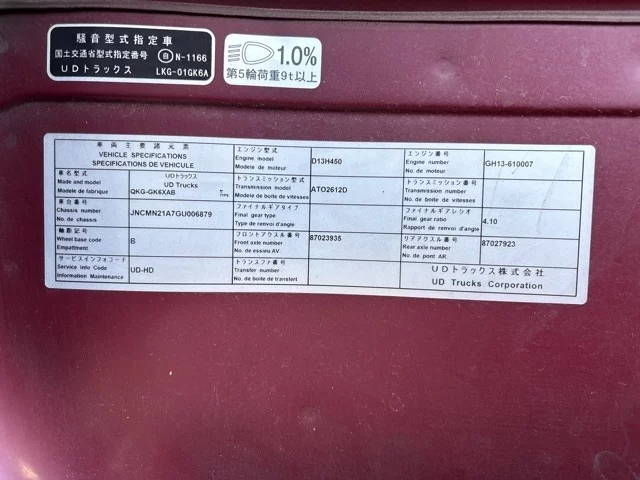 騒音型式指定車
国土交通省型式指定番号 自 N-1166
UDトラックス LKG-01GK6A
1.0%
第5輪荷重9t以上
車両主要諸元票
VEHICLE SPECIFICATIONS
SPECIFICATIONS DE VEHICULE
エンジン型式
Engine model
Modele de moteur
D13H450
エンジン番号
Engine number
No. de moteur
GH13-610007
車名型式
Made and model
Modele de fabrique
UDトラックス
UD Trucks
QKG-GK6XAB
トランスミッション型式
Transmission model
Modele de boite de vitesses
ATO2612D
トランスミッション番号
Transmission number
No. de boite de vitesses
車台番号
Chassis number
No. de chassis
JNCMN21A7GU006879
ファイナルギアタイプ
Final gear type
Type de renvoi d'angle
ファイナルギアレシオ
Final gear ratio
Rapport de renvoi d'angle
4.10
軸距記号
Wheel base code
Empattment
B
フロントアクスル番号
Front axle number
No. de essieu AV.
87023935
リアアクスル番号
Rear axle number
No. de pont AR.
87027923
サービスインフォコード
Service Info Code
Information Maintenance
UD-HD
トランスファ番号
Transfer number
No. de boite de transfert
UDトラックス株式会社
UD Trucks Corporation